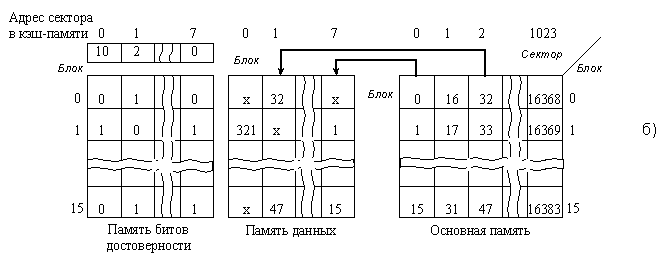 Адрес сектора
в кэш-памяти 0 1 7 0 1 7 0 1 2 1023
10 2 0 Сектор
Блок Блок Блок
0 0 1 0 x 32 x 0 16 32 16368 0
1 1 0 1 321 x 1 1 17 33 16369 1
б)
15 0 1 1 x 47 15 15 31 47 16383 15
Память битов Память данных Основная память
достоверности